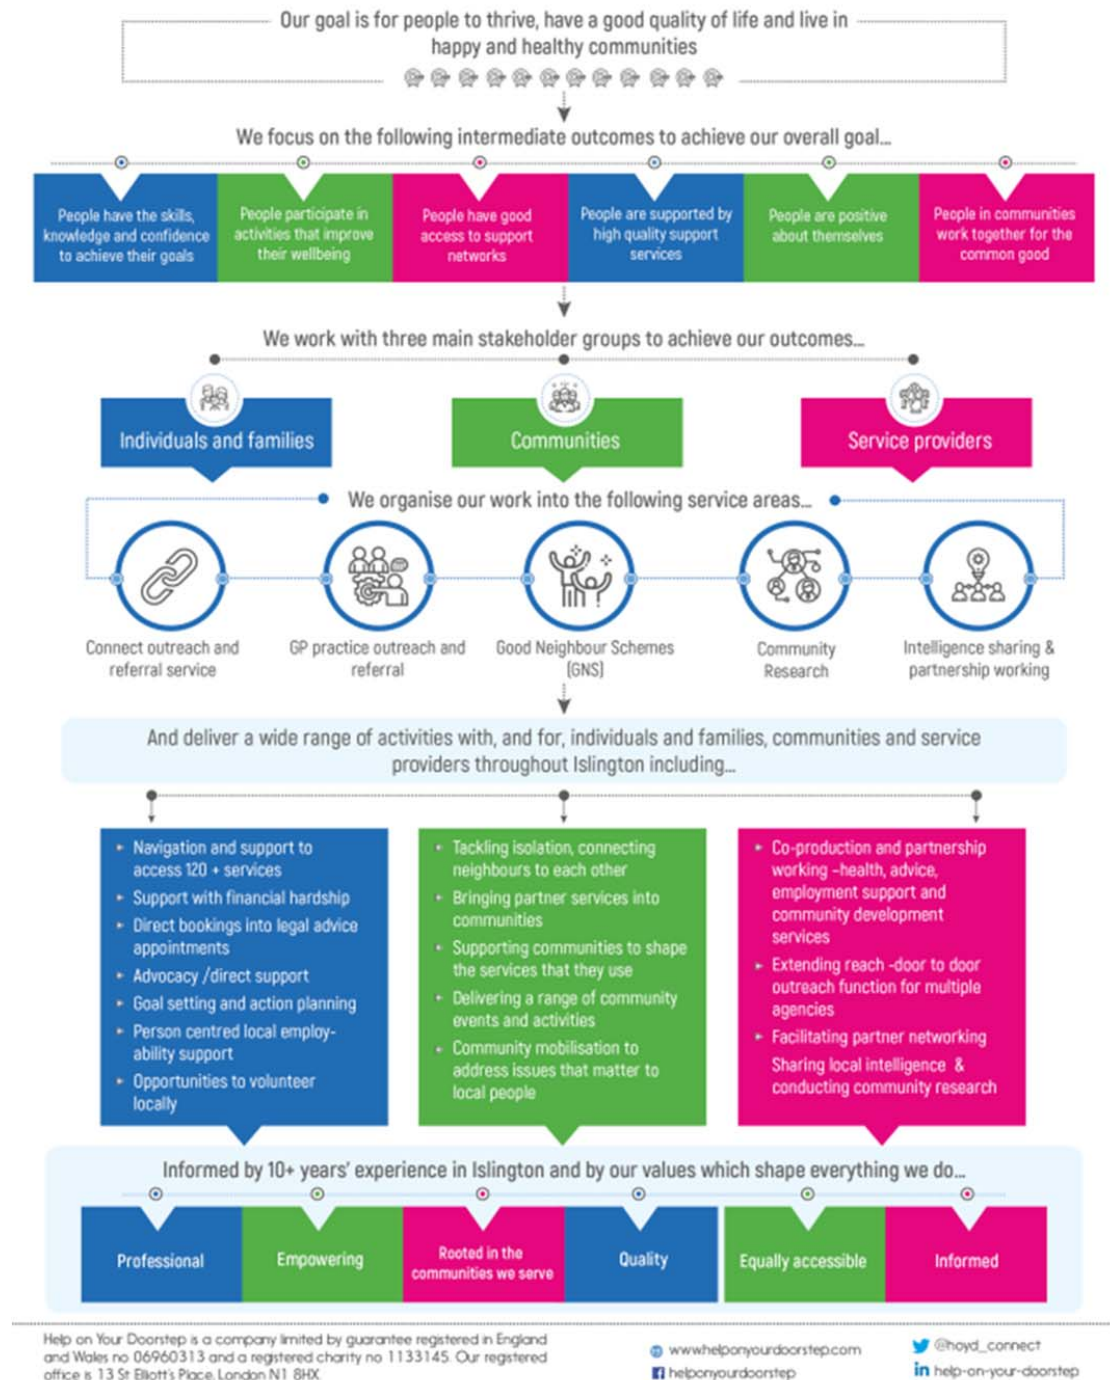 Our goal is for people to thrive, have a good quality of life and live in
happy and healthy communities
We focus on the following intermediate outcomes to achieve our overall goal...
People have the skills,
knowledge and confidence
to achieve their goals
People participate in
activities that improve
their wellbeing
People have good
access to support
networks
People are supported by
high quality support
services
People are positive
about themselves
People in communities
work together for the
common good
We work with three main stakeholder groups to achieve our outcomes...
Individuals and families
Communities
Service providers
We organise our work into the following service areas...
Connect outreach and
referral service
GP practice outreach and
referral
Good Neighbour Schemes
(GNS)
Community
Research
Intelligence sharing &
partnership working
And deliver a wide range of activities with, and for, individuals and families, communities and service
providers throughout Islington including...
Navigation and support to
access 120 + services
Support with financial hardship
Direct bookings into legal advice
appointments
Advocacy /direct support
Goal setting and action planning
Person centred local employ-
ability support
Opportunities to volunteer
locally
Tackling isolation, connecting
neighbours to each other
Bringing partner services into
communities
Supporting communities to shape
the services that they use
Delivering a range of community
events and activities
Community mobilisation to
address issues that matter to
local people
Co-production and partnership
working -health, advice,
employment support and
community development
services
Extending reach -door to door
outreach function for multiple
agencies
Facilitating partner networking
Sharing local intelligence &
conducting community research
Informed by 10+ years' experience in Islington and by our values which shape everything we do...
Professional
Empowering
Rooted in the
communities we serve
Quality
Equally accessible
Informed
Help on Your Doorstep is a company limited by guarantee registered in England
and Wales no 06960313 and a registered charity no 1133145. Our registered
office is 13 St Elliott's Place, London N1 8HX
www.helponyourdoorstep.com
helponyourdoorstep
@hoyd_connect
help-on-your-doorstep